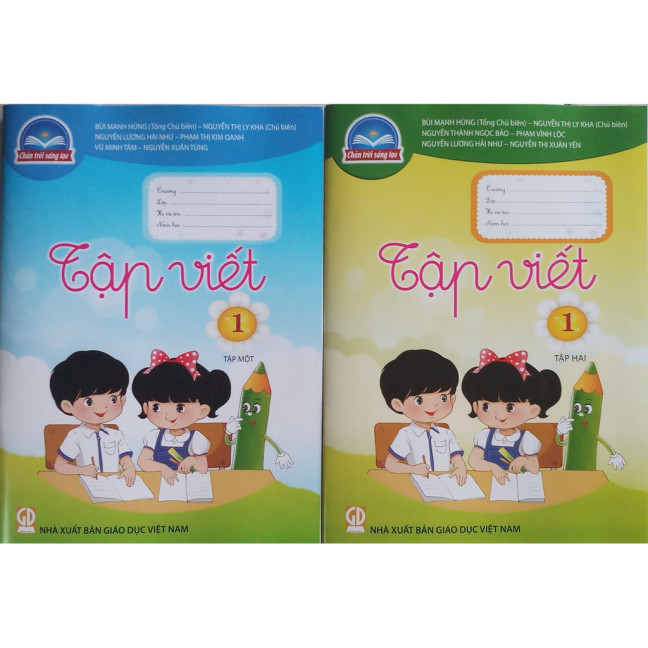 Chân trời sáng tạo
BÙI MẠNH HÙNG (Tổng Chủ biên) – NGUYỄN THỊ LY KHA (Chủ biên)
NGUYỄN LƯƠNG HẢI NHƯ – PHẠM THỊ KIM OANH
VŨ MINH TÂM – NGUYỄN XUÂN TÙNG
Trường
Lớp
Họ và tên
Năm học
Tập viết
1
TẬP MỘT
GD
NHÀ XUẤT BẢN GIÁO DỤC VIỆT NAM
Chân trời sáng tạo
BÙI MẠNH HÙNG (Tổng Chủ biên) – NGUYỄN THỊ LY KHA (Chủ biên)
NGUYỄN THÀNH NGỌC BẢO – PHẠM VĨNH LỘC
NGUYỄN LƯƠNG HẢI NHƯ – NGUYỄN THỊ XUÂN YẾN
Trường
Lớp
Họ và tên
Năm học
Tập viết
1
TẬP HAI
GD
NHÀ XUẤT BẢN GIÁO DỤC VIỆT NAM